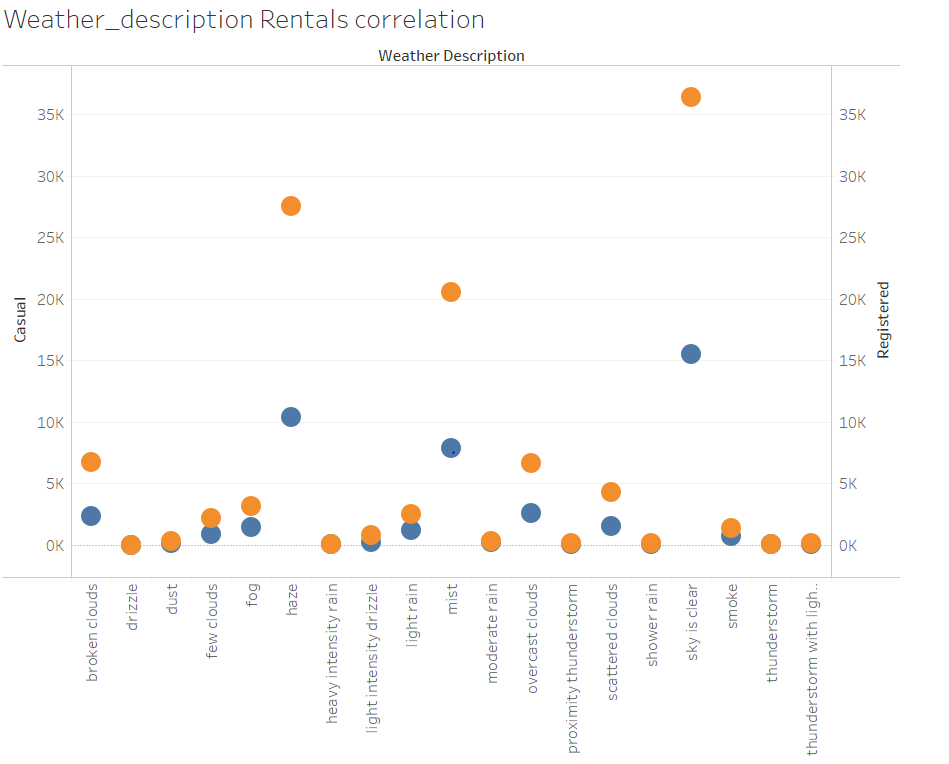 Weather_description Rentals correlation
Weather Description
35K
30K
25K
20K
15K
10K
5K
0K
Casual
35K
30K
25K
20K
15K
10K
5K
0K
Registered
broken clouds
drizzle
dust
few clouds
fog
haze
heavy intensity rain
light intensity drizzle
light rain
mist
moderate rain
overcast clouds
proximity thunderstorm
scattered clouds
shower rain
sky is clear
smoke
thunderstorm
thunderstorm with ligh..